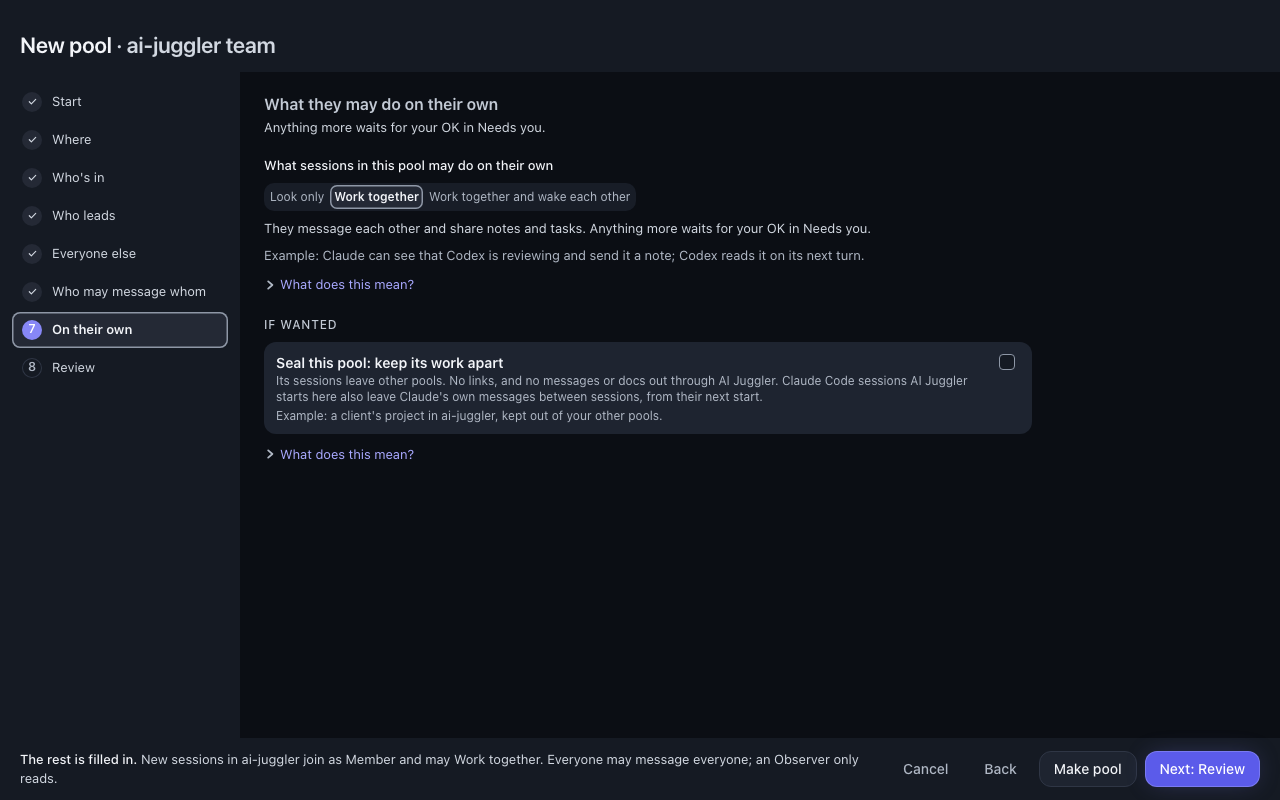 New pool · ai-juggler team
Start
Where
Who's in
Who leads
Everyone else
Who may message whom
7 On their own
8 Review
What they may do on their own
Anything more waits for your OK in Needs you.
What sessions in this pool may do on their own
Look only Work together Work together and wake each other
They message each other and share notes and tasks. Anything more waits for your OK in Needs you.
Example: Claude can see that Codex is reviewing and send it a note; Codex reads it on its next turn.
What does this mean?
IF WANTED
Seal this pool: keep its work apart
Its sessions leave other pools. No links, and no messages or docs out through AI Juggler. Claude Code sessions AI Juggler
starts here also leave Claude's own messages between sessions, from their next start.
Example: a client's project in ai-juggler, kept out of your other pools.
What does this mean?
The rest is filled in. New sessions in ai-juggler join as Member and may Work together. Everyone may message everyone; an Observer only
reads.
Cancel Back Make pool Next: Review